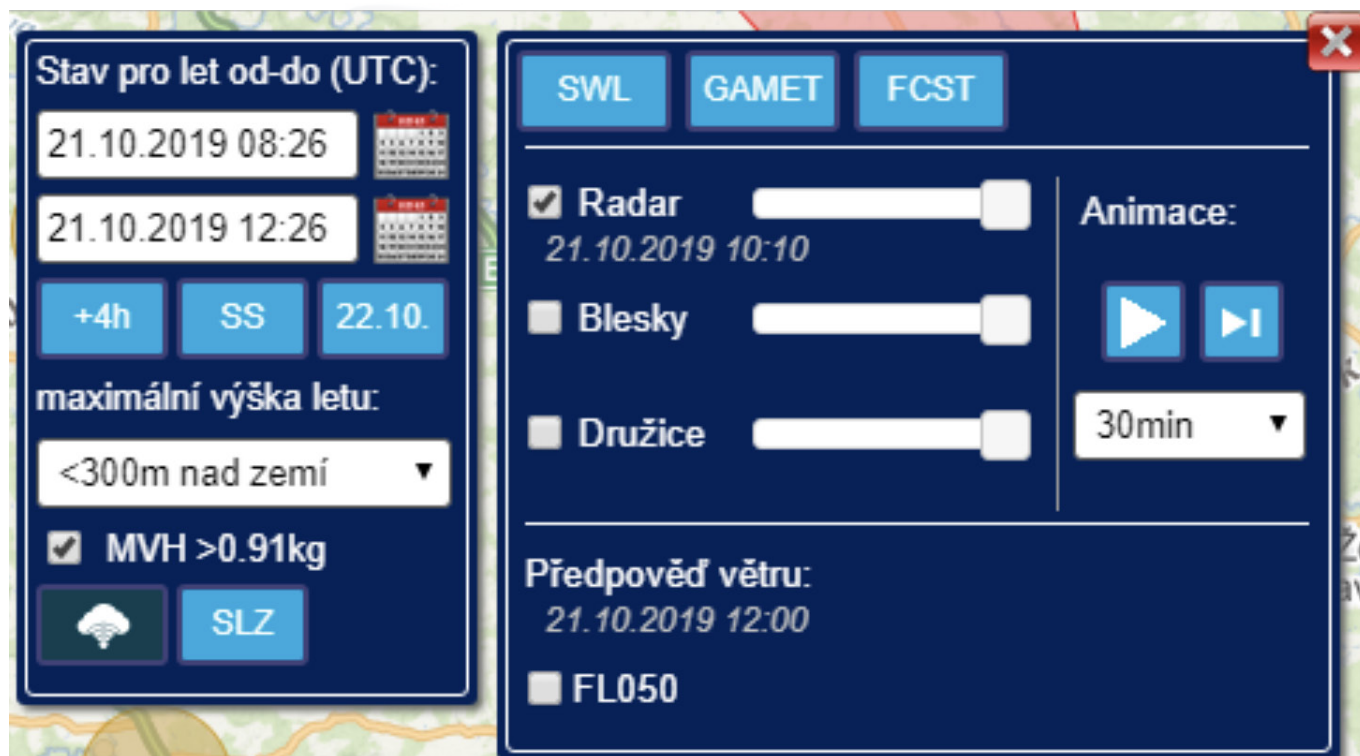 Stav pro let od-do (UTC):
21.10.2019 08:26
21.10.2019 12:26
+4h SS 22.10.
maximální výška letu:
<300m nad zemí
MVH >0.91kg
SLZ
SWL GAMET FCST
Radar
21.10.2019 10:10
Blesky
Družice
Animace:
30min
Předpověď větru:
21.10.2019 12:00
FL050